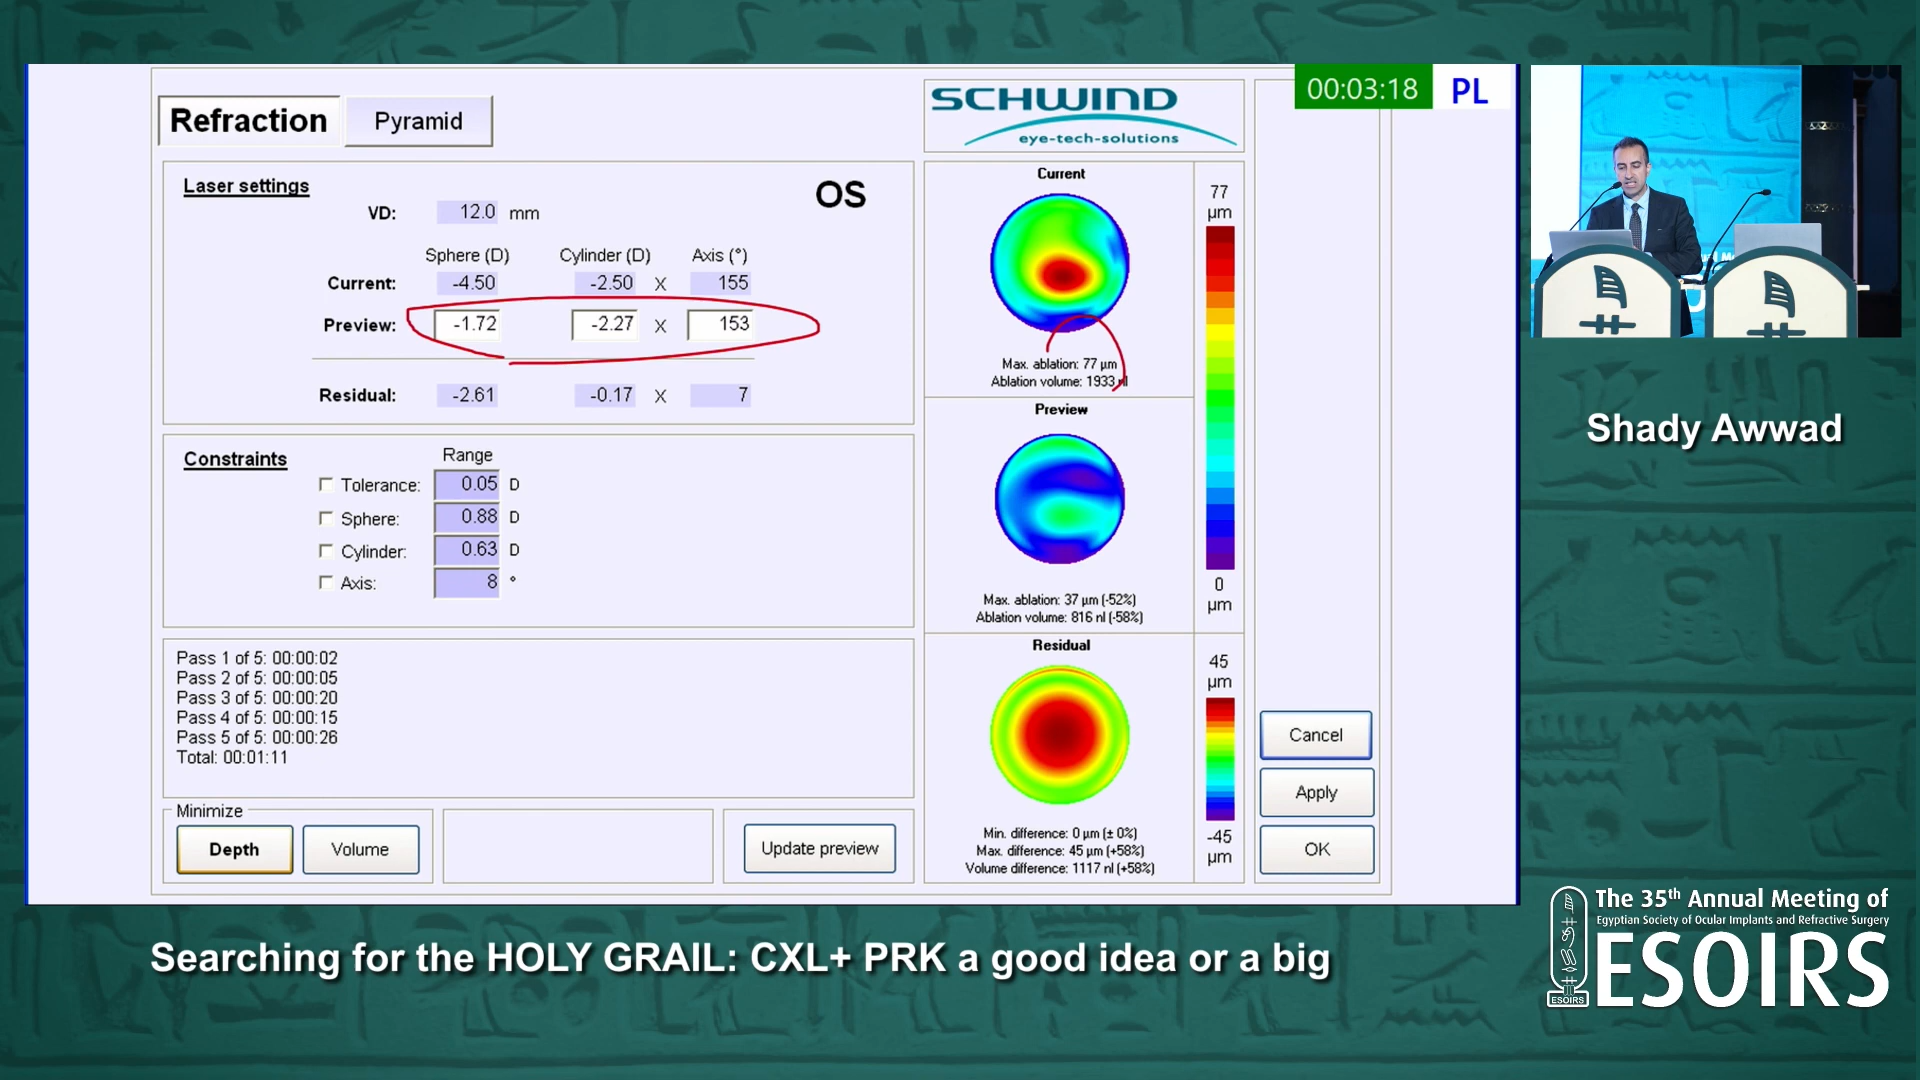 Refraction
Pyramid
SCHWIND
eye-tech-solutions
00:03:18
PL
Laser settings
OS
VD: 12.0 mm
Sphere (D) Cylinder (D) Axis (°)
Current: -4.50 -2.50 X 155
Preview: -1.72 -2.27 X 153
Residual: -2.61 -0.17 X 7
Constraints
Range
Tolerance: 0.05 D
Sphere: 0.88 D
Cylinder: 0.63 D
Axis: 8 °
Pass 1 of 5: 00:00:02
Pass 2 of 5: 00:00:05
Pass 3 of 5: 00:00:20
Pass 4 of 5: 00:00:15
Pass 5 of 5: 00:00:26
Total: 00:01:11
Minimize
Depth
Volume
Update preview
Current
Max. ablation: 77 µm
Ablation volume: 1933 nl
77
µm
Preview
Max. ablation: 37 µm (-52%)
Ablation volume: 816 nl (-58%)
0
µm
Residual
Min. difference: 0 µm (± 0%)
Max. difference: 45 µm (+58%)
Volume difference: 1117 nl (+58%)
45
µm
-45
µm
Cancel
Apply
OK
Shady Awwad
Searching for the HOLY GRAIL: CXL+ PRK a good idea or a big
The 35th Annual Meeting of
Egyptian Society of Ocular Implants and Refractive Surgery
ESOIRS
ESOIRS